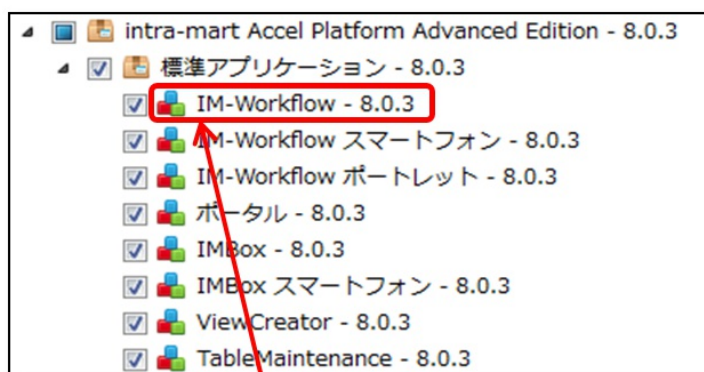 intra-mart Accel Platform Advanced Edition - 8.0.3
標準アプリケーション - 8.0.3
IM-Workflow - 8.0.3
IM-Workflow スマートフォン - 8.0.3
IM-Workflow ポートレット - 8.0.3
ポータル - 8.0.3
IMBox - 8.0.3
IMBox スマートフォン - 8.0.3
ViewCreator - 8.0.3
TableMaintenance - 8.0.3